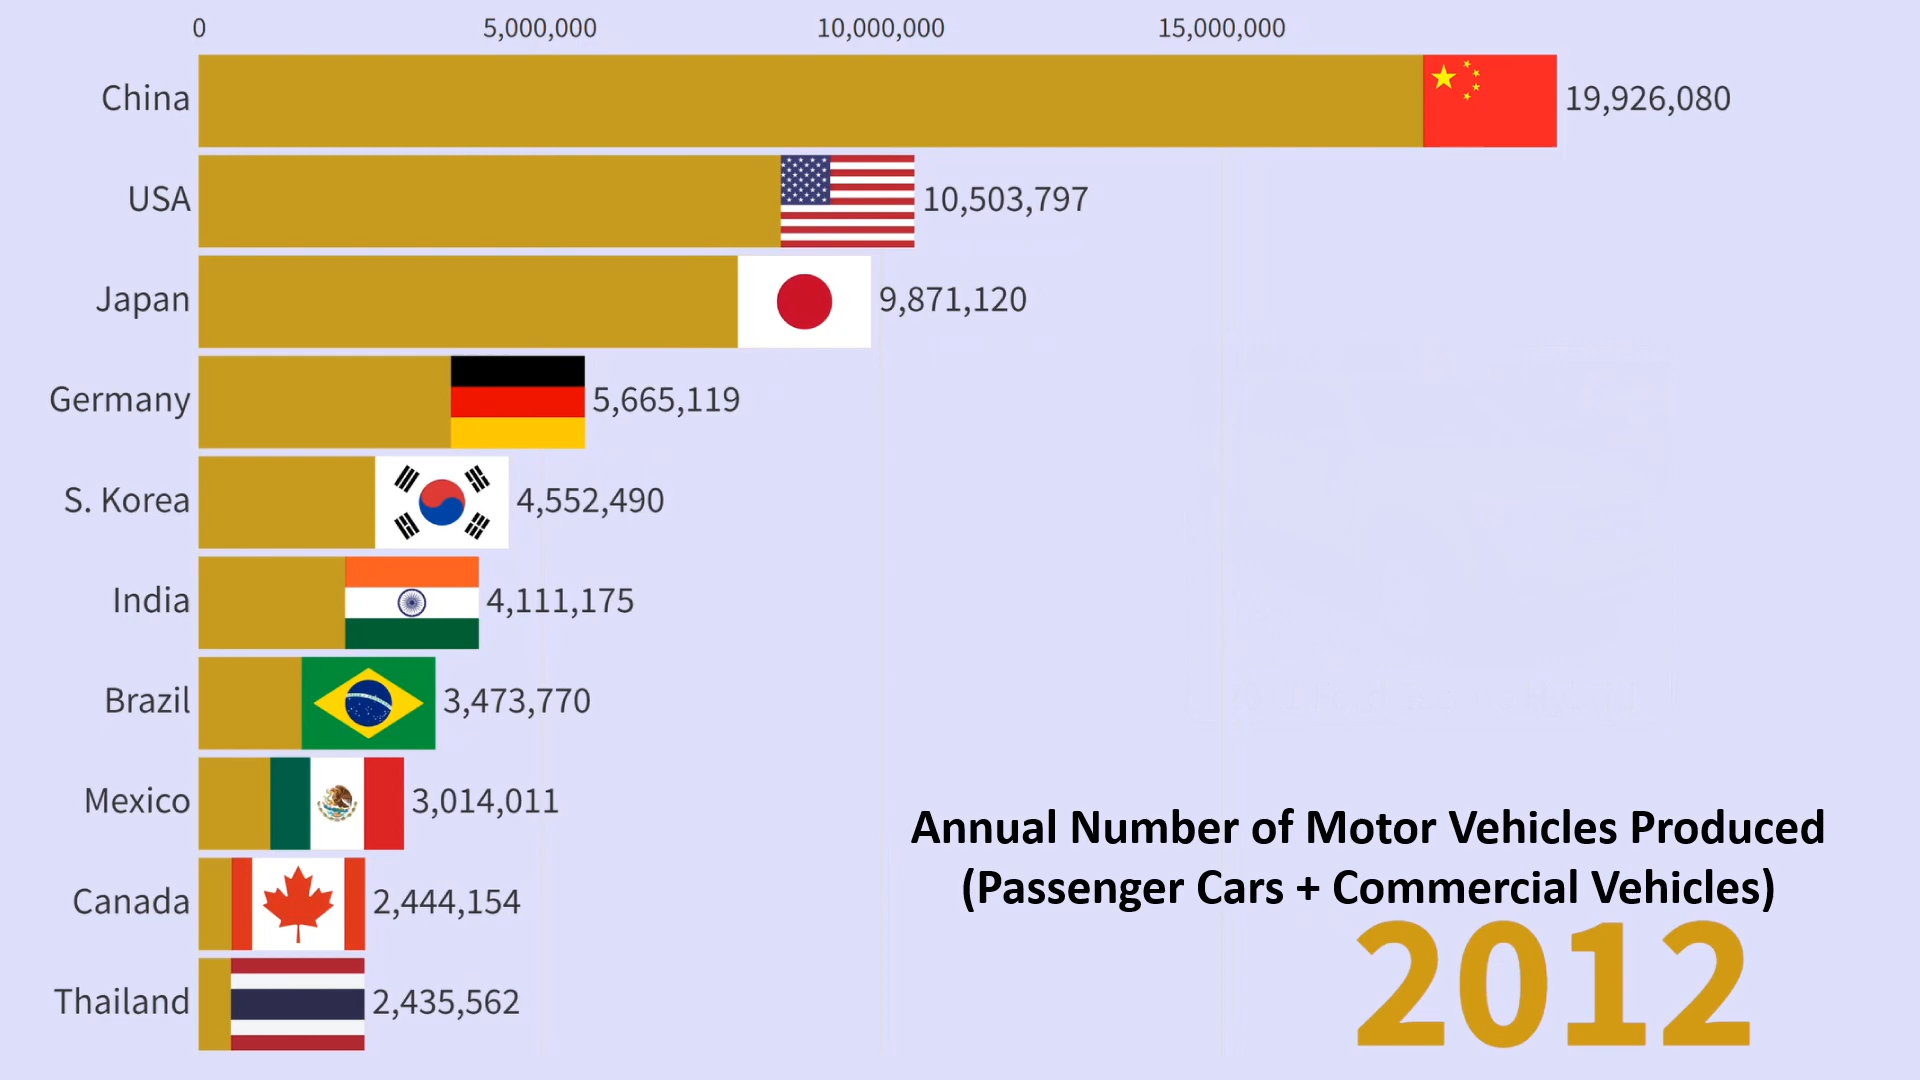 0 5,000,000 10,000,000 15,000,000
China 19,926,080
USA 10,503,797
Japan 9,871,120
Germany 5,665,119
S. Korea 4,552,490
India 4,111,175
Brazil 3,473,770
Mexico 3,014,011
Canada 2,444,154
Thailand 2,435,562
Annual Number of Motor Vehicles Produced
(Passenger Cars + Commercial Vehicles)
2012